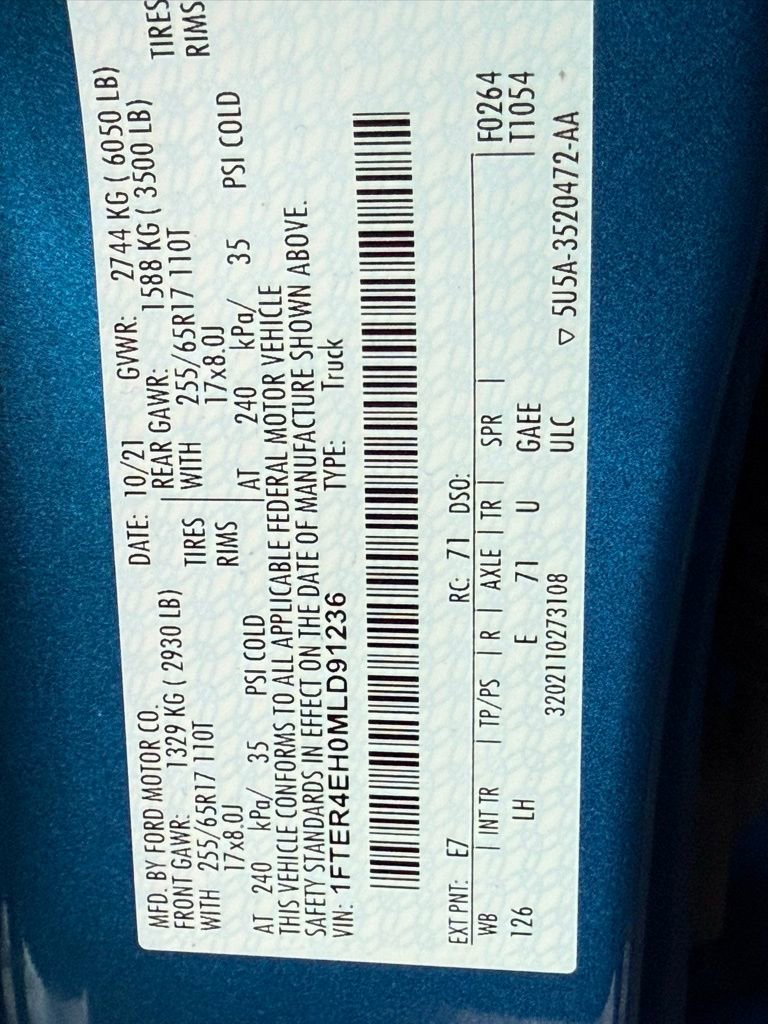 MFD. BY FORD MOTOR CO.
DATE: 10/21 GVWR: 2744 KG ( 6050 LB)
FRONT GAWR: 1329 KG ( 2930 LB) REAR GAWR: 1588 KG ( 3500 LB)
WITH 255/65R17 110T TIRES WITH 255/65R17 110T TIRES
17x8.0J RIMS 17x8.0J RIMS
AT 240 kPa/ 35 PSI COLD AT 240 kPa/ 35 PSI COLD
THIS VEHICLE CONFORMS TO ALL APPLICABLE FEDERAL MOTOR VEHICLE
SAFETY STANDARDS IN EFFECT ON THE DATE OF MANUFACTURE SHOWN ABOVE.
VIN: 1FTER4EH0MLD91236 TYPE: Truck
EXT PNT: E7 RC: 71 DSO:
WB | INT TR | TP/PS | R | AXLE | TR | SPR | F0264
126 LH E 71 U GAEE T1054
3202110273108 ULC
▽ 5U5A-3520472-AA